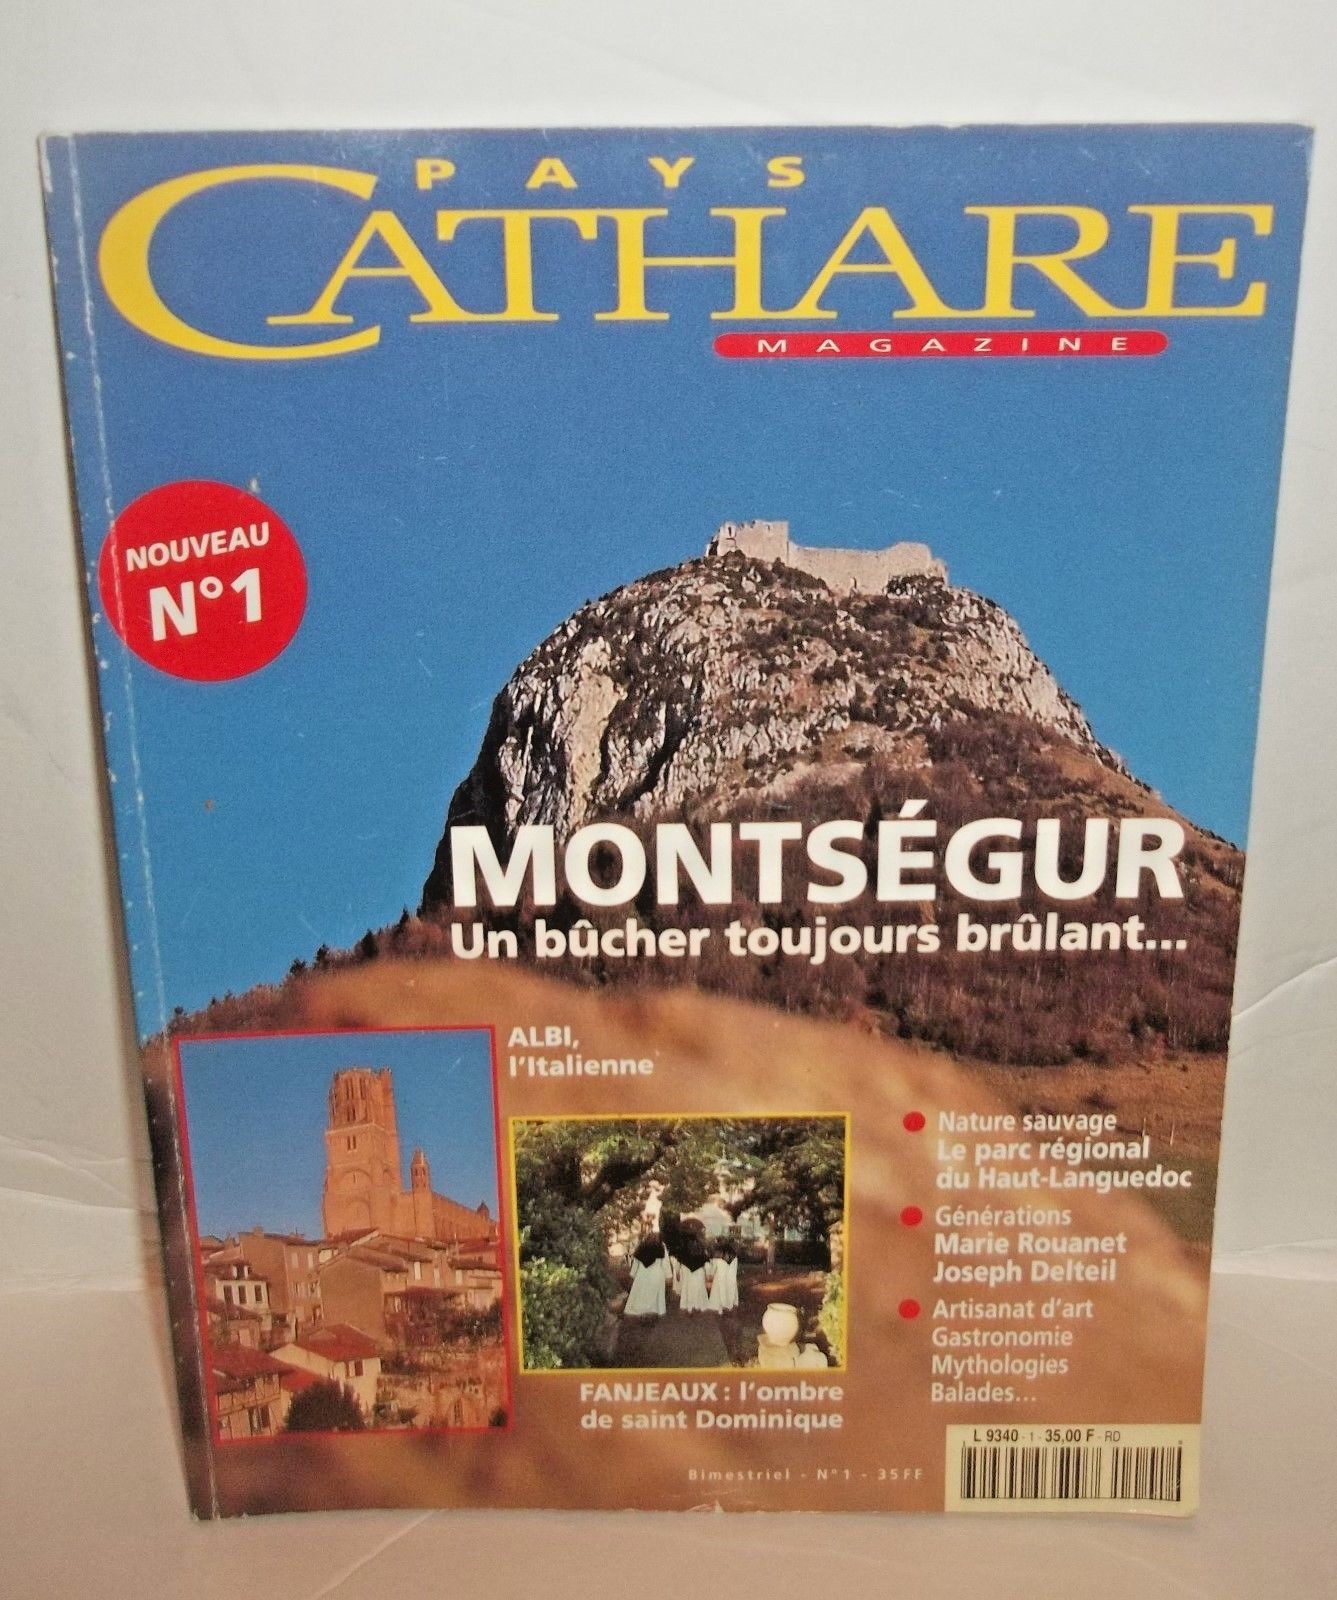 PAYS
CATHARE
MAGAZINE
NOUVEAU
N°1
MONTSÉGUR
Un bûcher toujours brûlant...
ALBI,
l'Italienne
FANJEAUX : l'ombre
de saint Dominique
• Nature sauvage
Le parc régional
du Haut-Languedoc
• Générations
Marie Rouanet
Joseph Delteil
• Artisanat d'art
Gastronomie
Mythologies
Balades...
L 9340 - 1 - 35,00 F - RD
Bimestriel - N°1 - 35FF